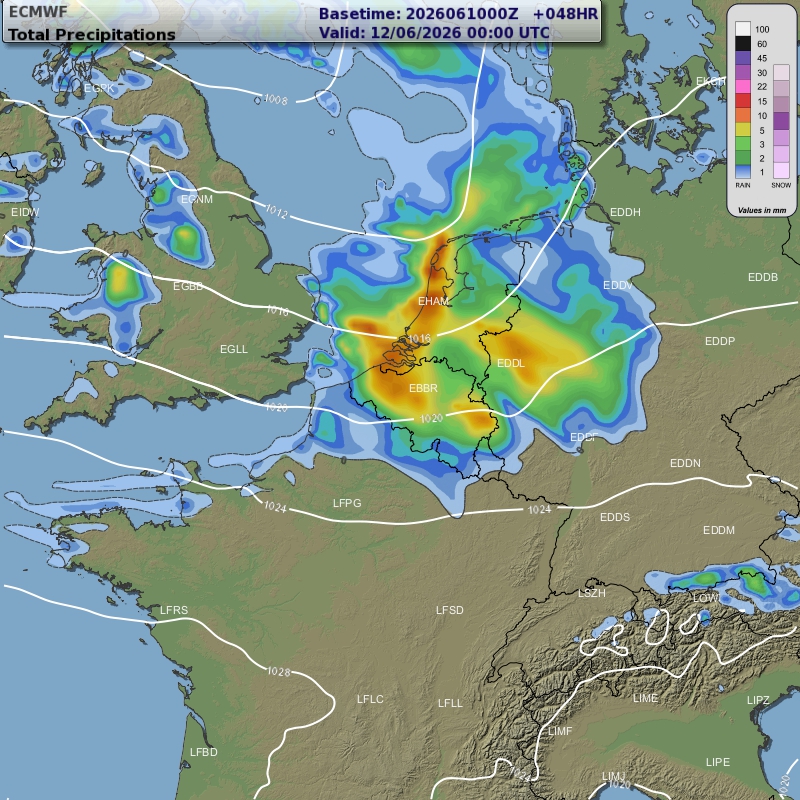 ECMWF
Basetime: 2026061000Z +048HR
Total Precipitations
Valid: 12/06/2026 00:00 UTC
100
60
45
30
22
15
10
5
3
2
1
RAIN
SNOW
Values in mm
EGPK
1008
EKCH
EIDW
EGNM
1012
EDDH
EGBB
EDDV
EDDB
EHAM
1016
1016
EGLL
EDDP
EDDL
EBBR
1020
1020
EDDF
EDDN
LFPG
1024
1024
EDDS
EDDM
LSZH
LOWI
LFRS
LFSD
1028
LFLC
LFLL
LIME
LIPZ
LIMF
LFBD
LIPE
1024
LIMJ
1020
1020